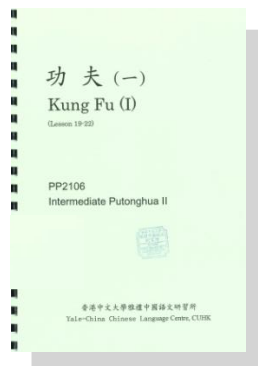 功夫(一)
Kung Fu (I)
(Lesson 19-22)
PP2106
Intermediate Putonghua II
香港中文大學雅禮中國語文研習所
Yale-China Chinese Language Centre, CUHK